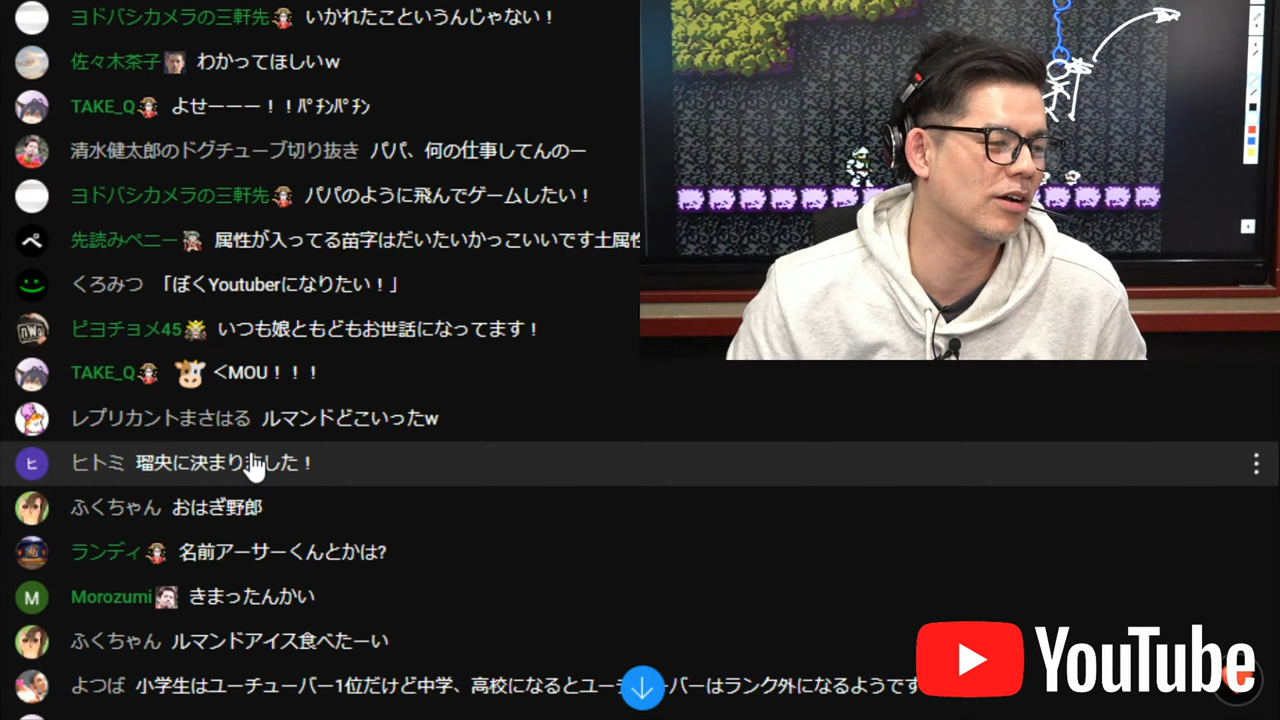 ヨドバシカメラの三軒先 いかれたこというんじゃない！
佐々木茶子 わかってほしいｗ
TAKE_Q よせーーー！！ﾊﾟﾁﾝﾊﾟﾁﾝ
清水健太郎のドグチューブ切り抜き パパ、何の仕事してんのー
ヨドバシカメラの三軒先 パパのように飛んでゲームしたい！
ぺ 先読みペニー 属性が入ってる苗字はだいたいかっこいいです土属性
くろみつ 「ぼくYoutuberになりたい！」
ピヨチョメ45 いつも娘ともどもお世話になってます！
TAKE_Q <MOU！！！
レプリカントまさはる ルマンドどこいったw
ヒ ヒトミ 瑠央に決まりました！
ふくちゃん おはぎ野郎
ランディ 名前アーサーくんとかは?
M Morozumi きまったんかい
ふくちゃん ルマンドアイス食べたーい
よつば 小学生はユーチューバー1位だけど中学、高校になるとユーチューバーはランク外になるようです
YouTube